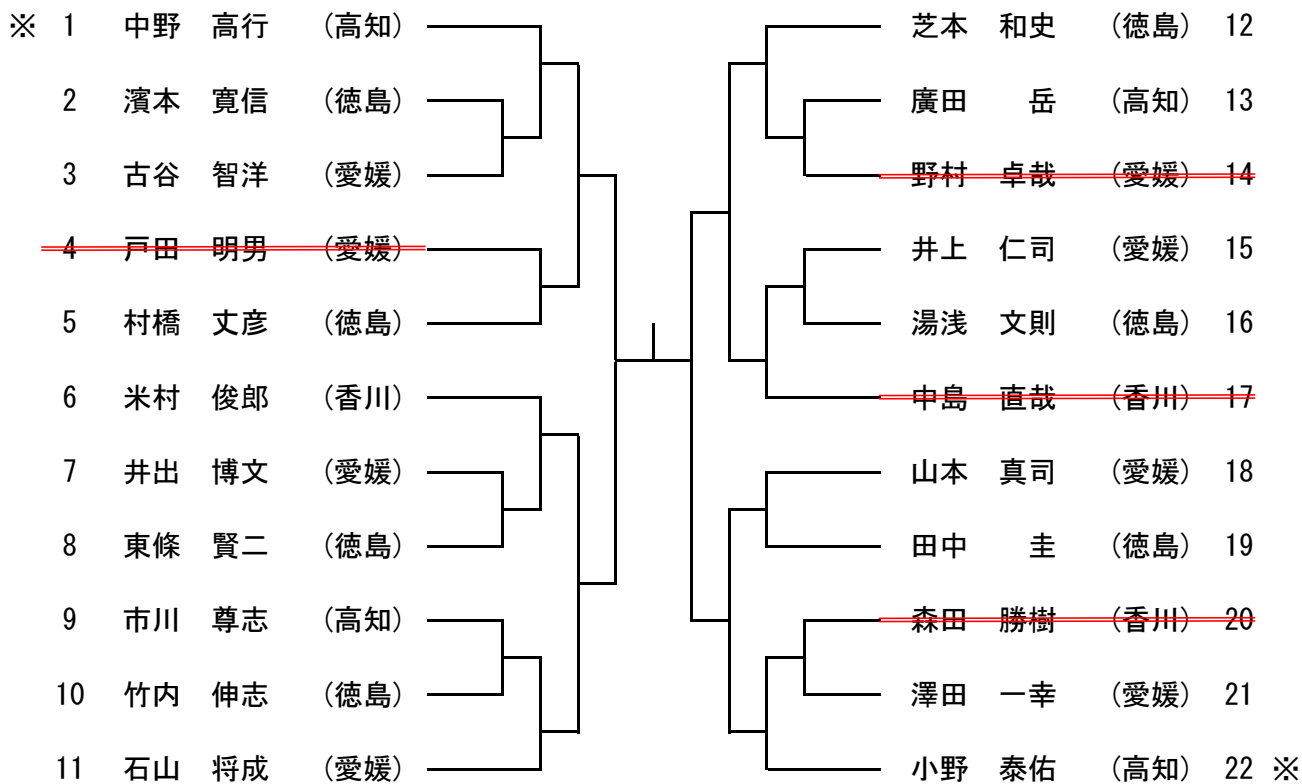 ※ 1 中野 高行 (高知)
2 濱本 寛信 (徳島)
3 古谷 智洋 (愛媛)
4 戸田 明男 (愛媛)
5 村橋 丈彦 (徳島)
6 米村 俊郎 (香川)
7 井出 博文 (愛媛)
8 東條 賢二 (徳島)
9 市川 尊志 (高知)
10 竹内 伸志 (徳島)
11 石山 将成 (愛媛)
芝本 和史 (徳島) 12
廣田 岳 (高知) 13
野村 卓哉 (愛媛) 14
井上 仁司 (愛媛) 15
湯浅 文則 (徳島) 16
中島 直哉 (香川) 17
山本 真司 (愛媛) 18
田中 圭 (徳島) 19
森田 勝樹 (香川) 20
澤田 一幸 (愛媛) 21
小野 泰佑 (高知) 22 ※